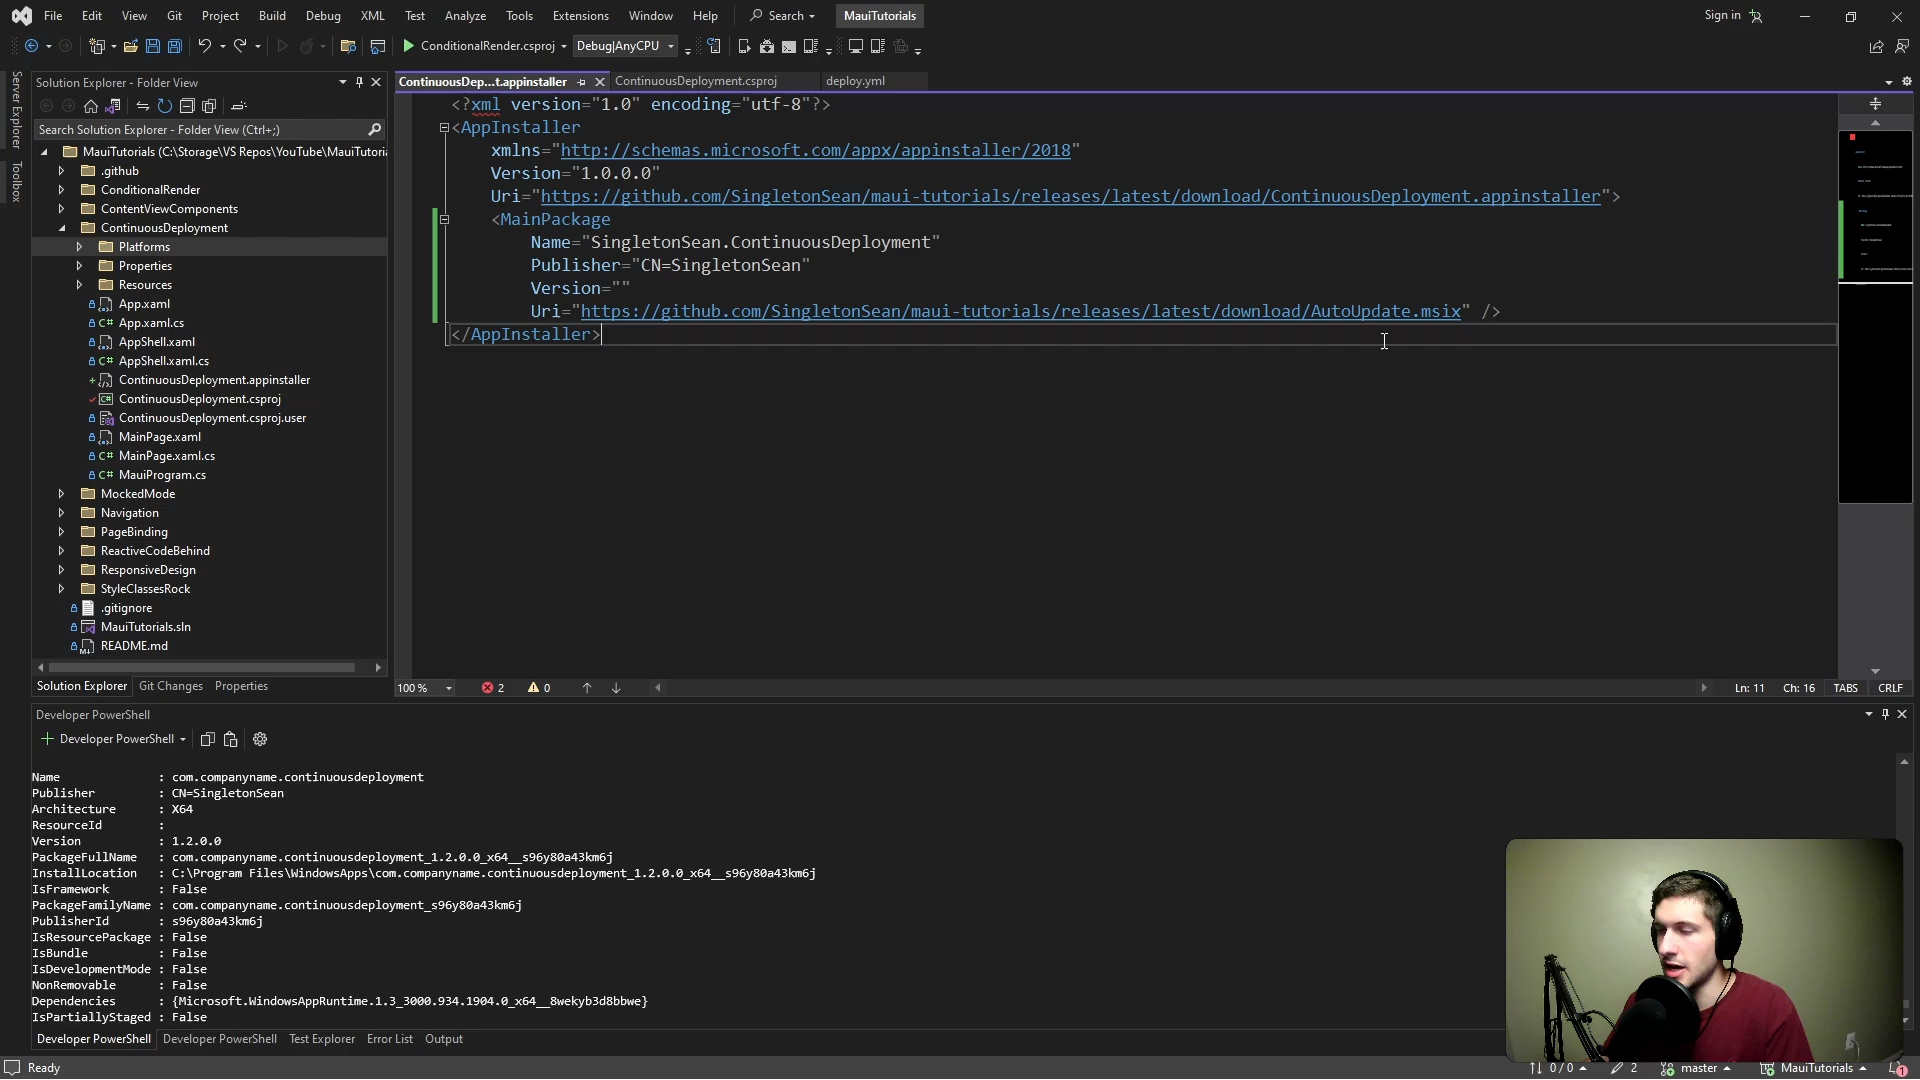 File Edit View Git Project Build Debug XML Test Analyze Tools Extensions Window Help Search MauiTutorials Sign in
ConditionalRender.csproj Debug|AnyCPU
Server Explorer
Toolbox
Solution Explorer - Folder View
Search Solution Explorer - Folder View (Ctrl+;)
MauiTutorials (C:\Storage\VS Repos\YouTube\MauiTutoria
.github
ConditionalRender
ContentViewComponents
ContinuousDeployment
Platforms
Properties
Resources
App.xaml
App.xaml.cs
AppShell.xaml
AppShell.xaml.cs
ContinuousDeployment.appinstaller
ContinuousDeployment.csproj
ContinuousDeployment.csproj.user
MainPage.xaml
MainPage.xaml.cs
MauiProgram.cs
MockedMode
Navigation
PageBinding
ReactiveCodeBehind
ResponsiveDesign
StyleClassesRock
.gitignore
MauiTutorials.sln
README.md
Solution Explorer Git Changes Properties
ContinuousDep...t.appinstaller ContinuousDeployment.csproj deploy.yml
<?xml version="1.0" encoding="utf-8"?>
<AppInstaller
xmlns="http://schemas.microsoft.com/appx/appinstaller/2018"
Version="1.0.0.0"
Uri="https://github.com/SingletonSean/maui-tutorials/releases/latest/download/ContinuousDeployment.appinstaller">
<MainPackage
Name="SingletonSean.ContinuousDeployment"
Publisher="CN=SingletonSean"
Version=""
Uri="https://github.com/SingletonSean/maui-tutorials/releases/latest/download/AutoUpdate.msix" />
</AppInstaller>
100 % 2 0 Ln: 11 Ch: 16 TABS CRLF
Developer PowerShell
Developer PowerShell
Name : com.companyname.continuousdeployment
Publisher : CN=SingletonSean
Architecture : X64
ResourceId :
Version : 1.2.0.0
PackageFullName : com.companyname.continuousdeployment_1.2.0.0_x64__s96y80a43km6j
InstallLocation : C:\Program Files\WindowsApps\com.companyname.continuousdeployment_1.2.0.0_x64__s96y80a43km6j
IsFramework : False
PackageFamilyName : com.companyname.continuousdeployment_s96y80a43km6j
PublisherId : s96y80a43km6j
IsResourcePackage : False
IsBundle : False
IsDevelopmentMode : False
NonRemovable : False
Dependencies : {Microsoft.WindowsAppRuntime.1.3_3000.934.1904.0_x64__8wekyb3d8bbwe}
IsPartiallyStaged : False
Developer PowerShell Developer PowerShell Test Explorer Error List Output
Ready 0 / 0 2 master MauiTutorials 1